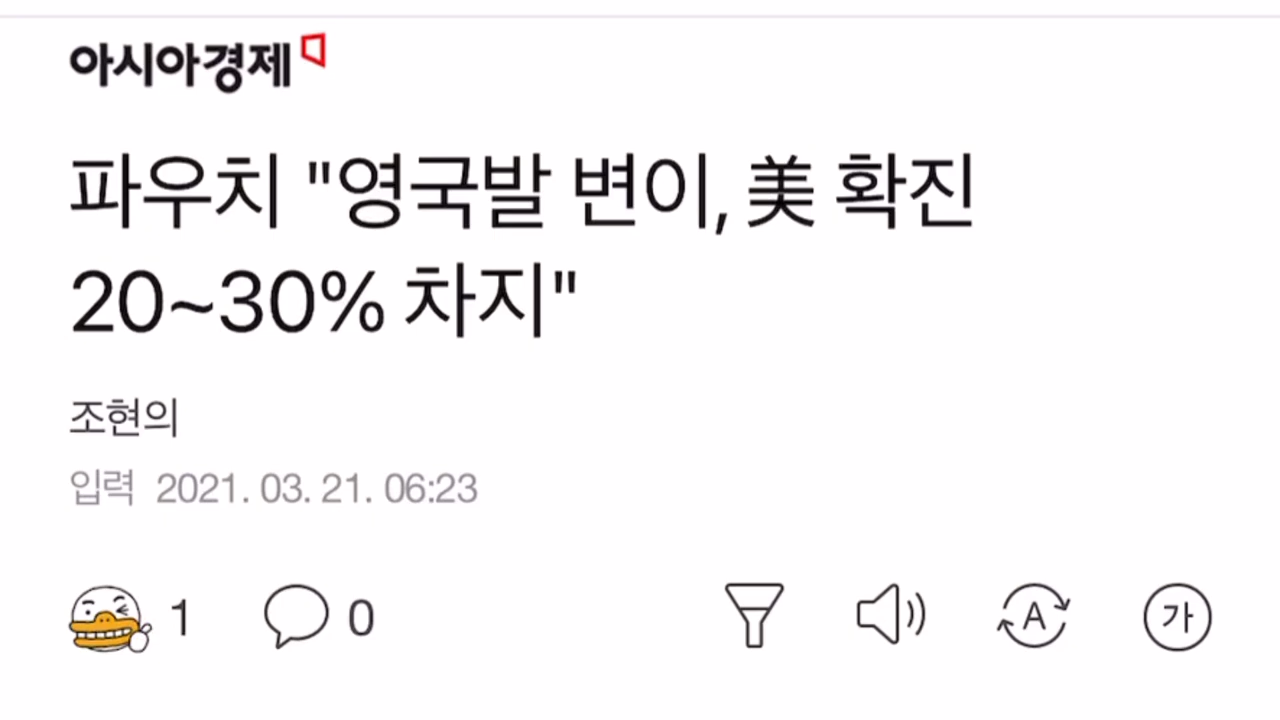 아시아경제
파우치 "영국발 변이, 美 확진
20~30% 차지"
조현의
입력 2021. 03. 21. 06:23
1 0 A 가